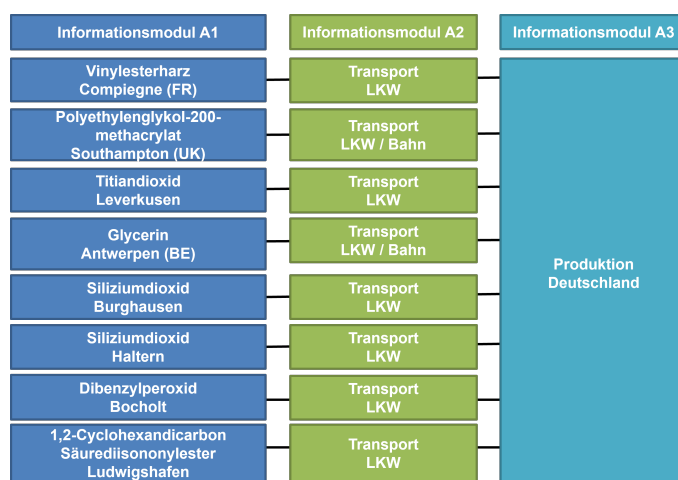 Informationsmodul A1
Informationsmodul A2
Informationsmodul A3
Vinylesterharz
Compiegne (FR)
Transport
LKW
Polyethylenglykol-200-
methacrylat
Southampton (UK)
Transport
LKW / Bahn
Titiandioxid
Leverkusen
Transport
LKW
Glycerin
Antwerpen (BE)
Transport
LKW / Bahn
Siliziumdioxid
Burghausen
Transport
LKW
Siliziumdioxid
Haltern
Transport
LKW
Dibenzylperoxid
Bocholt
Transport
LKW
1,2-Cyclohexandicarbon
Säurediisononylester
Ludwigshafen
Transport
LKW
Produktion
Deutschland